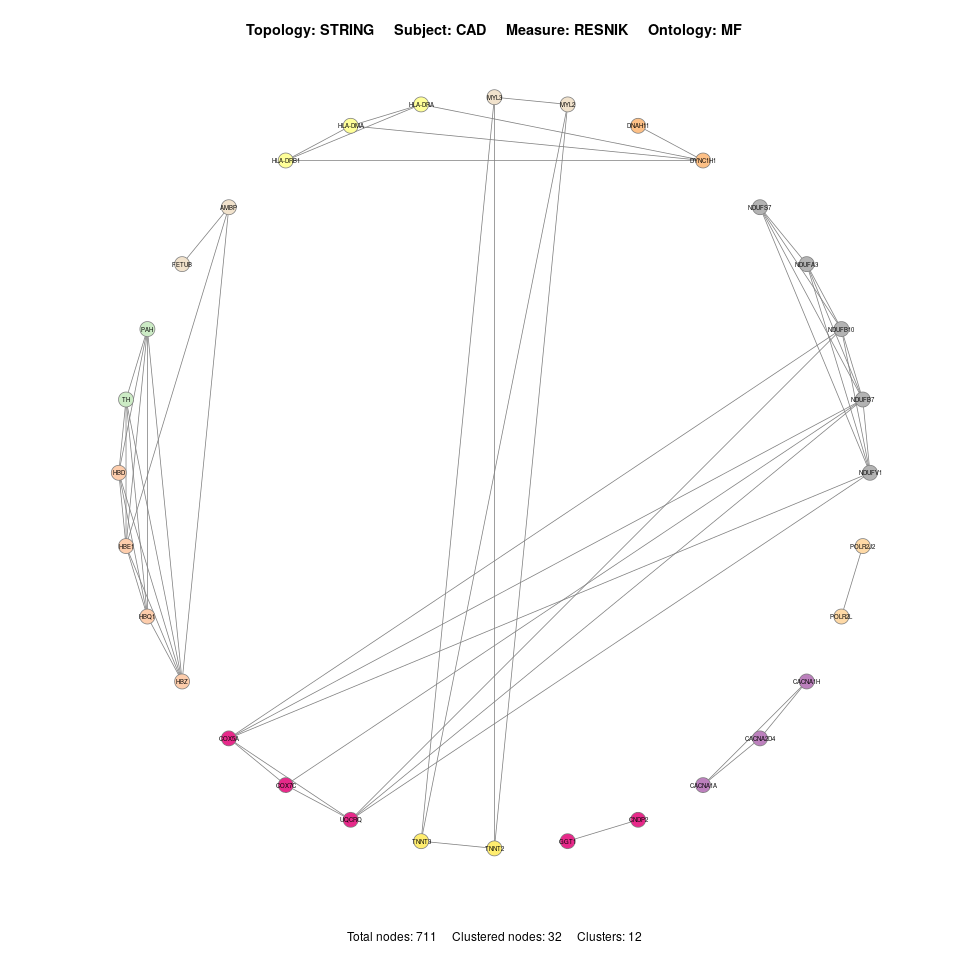 Topology: STRING Subject: CAD Measure: RESNIK Ontology: MF
MYL3
HLA-DRA
MYL2
HLA-DMA
DNAH11
HLA-DRB1
DYNC1H1
AMBP
NDUFS7
FETUB
NDUFA3
PAH
NDUFB10
TH
NDUFB7
HBD
NDUFV1
HBE1
POLR2J2
HBQ1
POLR2L
HBZ
CACNA1H
COX5A
CACNA2D4
COX7C
CACNA1A
UQCRQ
CNDP2
TNNT3
GGT1
TNNT2
Total nodes: 711 Clustered nodes: 32 Clusters: 12